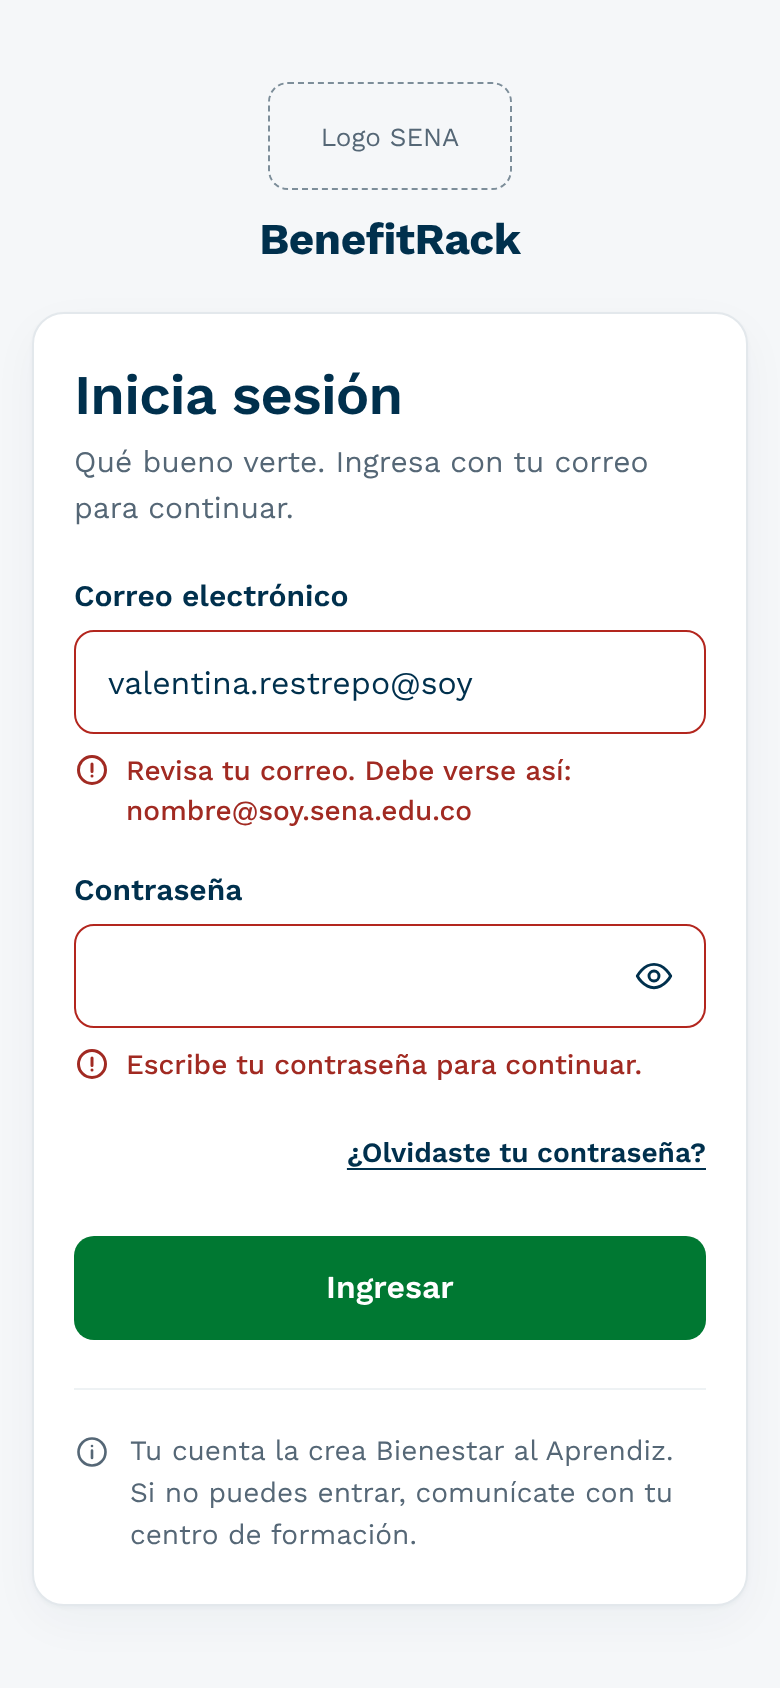 Logo SENA
BenefitRack
Inicia sesión
Qué bueno verte. Ingresa con tu correo
para continuar.
Correo electrónico
valentina.restrepo@soy
Revisa tu correo. Debe verse así:
nombre@soy.sena.edu.co
Contraseña
Escribe tu contraseña para continuar.
¿Olvidaste tu contraseña?
Ingresar
Tu cuenta la crea Bienestar al Aprendiz.
Si no puedes entrar, comunícate con tu
centro de formación.